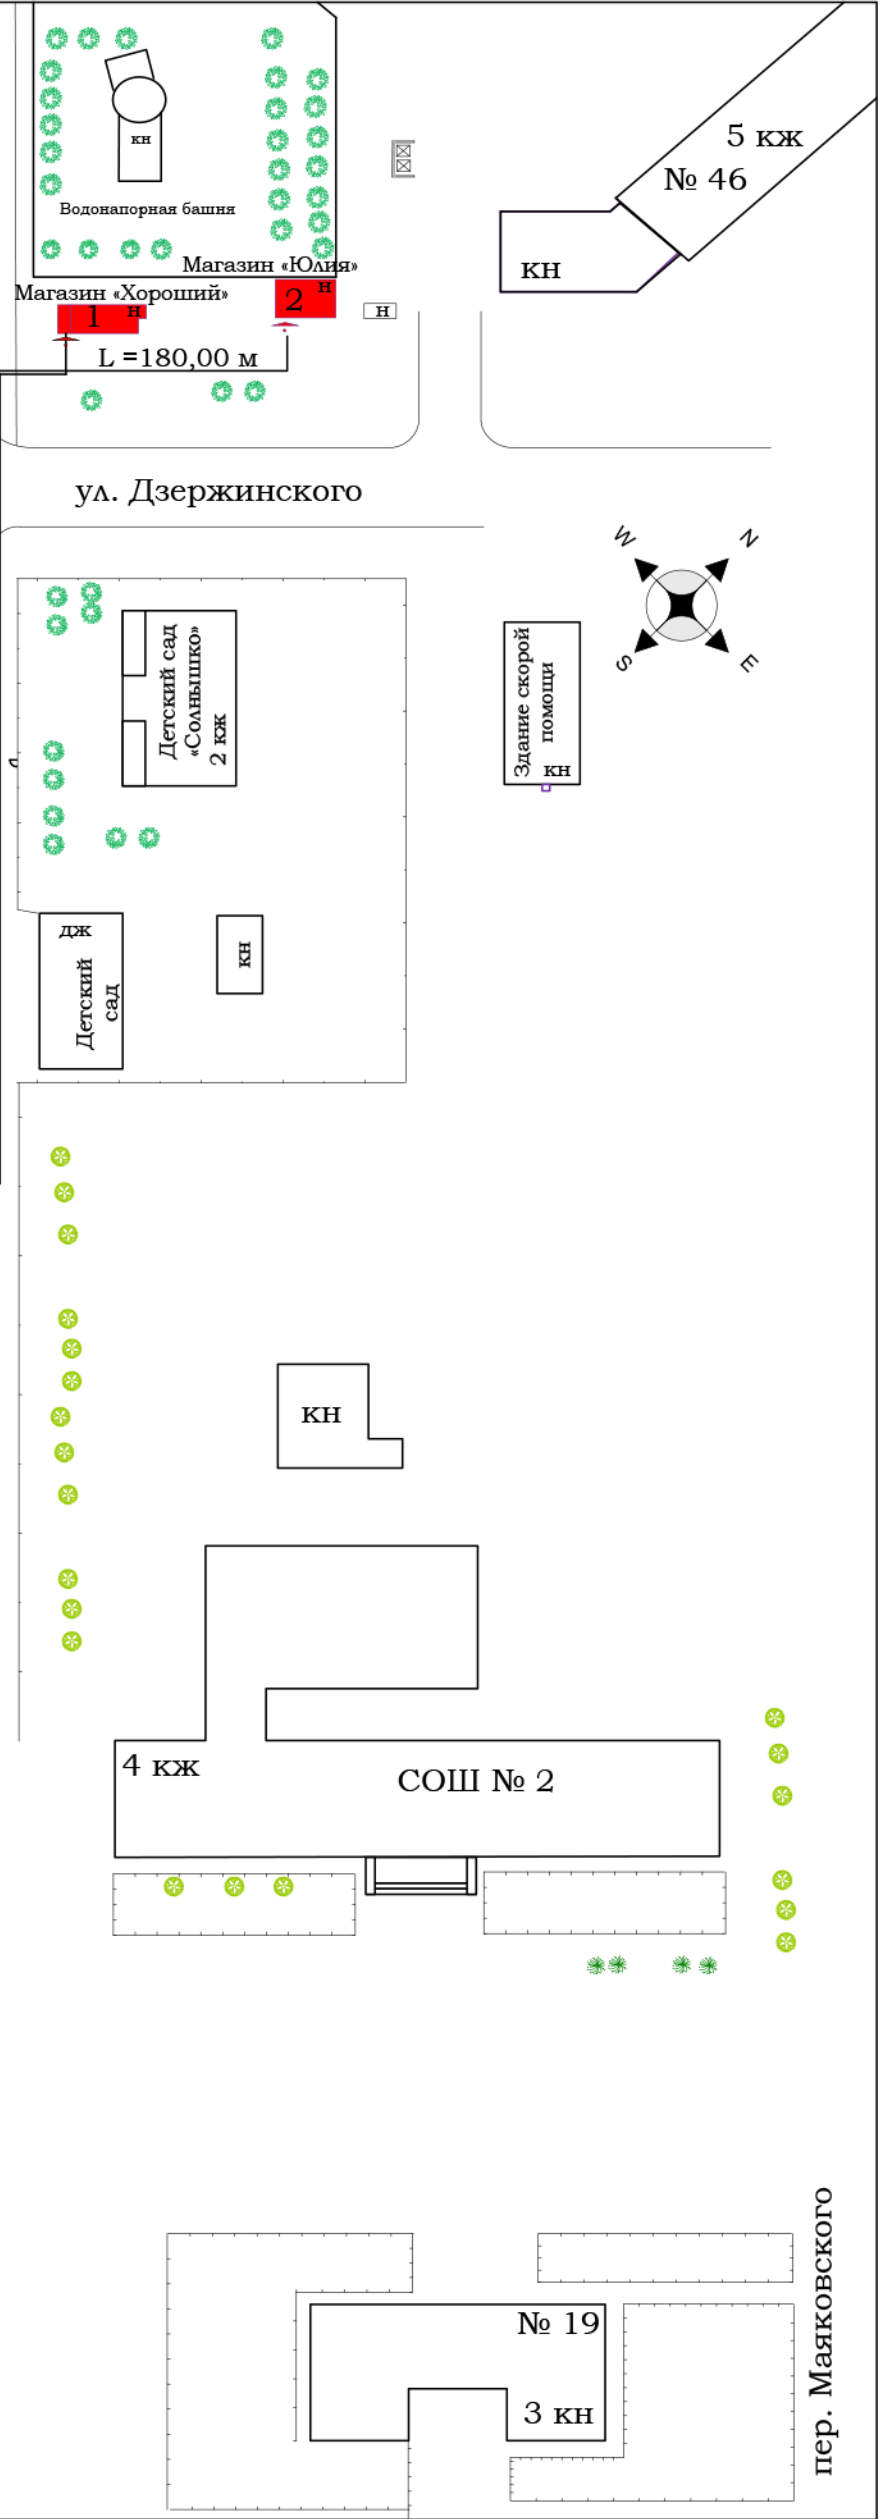 5 кж
№ 46
кн
Водонапорная башня
кн
Магазин «Юлия»
Магазин «Хороший»
2 н
1 н
н
L =180,00 м
ул. Дзержинского
W
N
S
E
Детский сад
«Солнышко»
2 кж
Здание скорой
помощи
кн
дж
Детский
сад
кн
кн
4 кж
СОШ № 2
№ 19
3 кн
пер. Маяковского